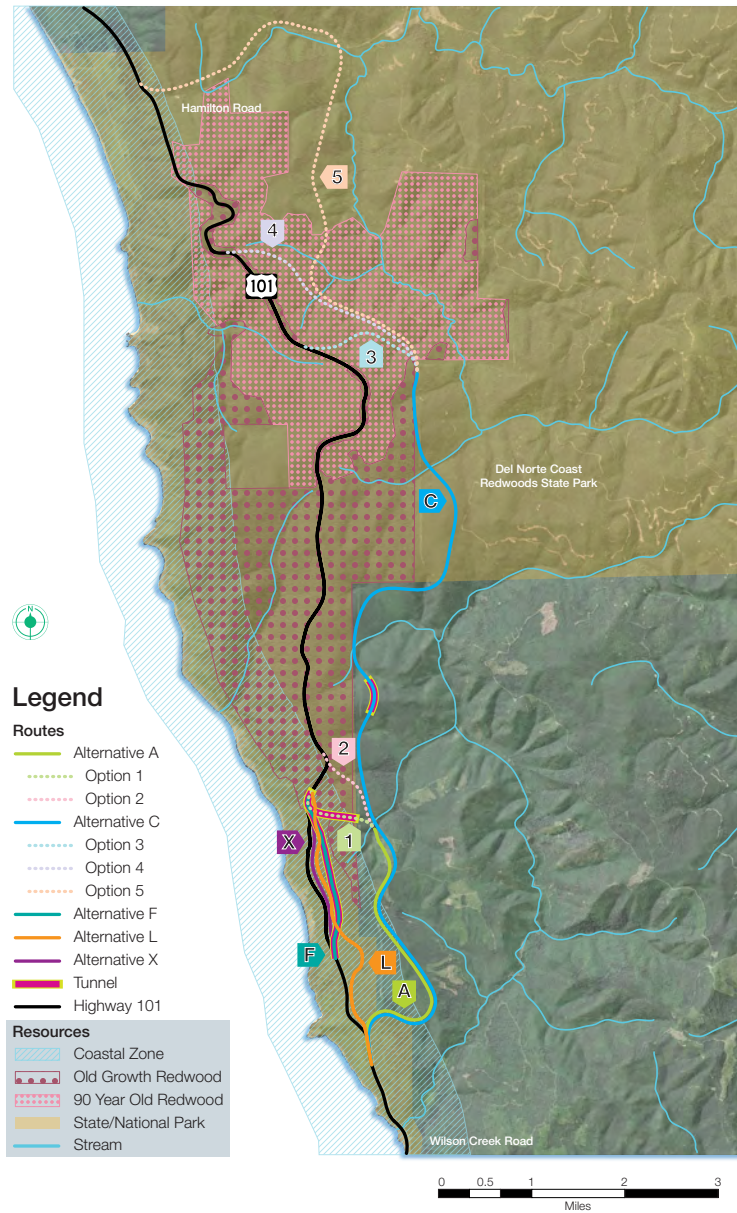 Hamilton Road
5
4
101
3
Del Norte Coast
Redwoods State Park
C
N
2
1
X
F
L
A
Wilson Creek Road
Legend
Routes
Alternative A
Option 1
Option 2
Alternative C
Option 3
Option 4
Option 5
Alternative F
Alternative L
Alternative X
Tunnel
Highway 101
Resources
Coastal Zone
Old Growth Redwood
90 Year Old Redwood
State/National Park
Stream
0 0.5 1 2 3
Miles